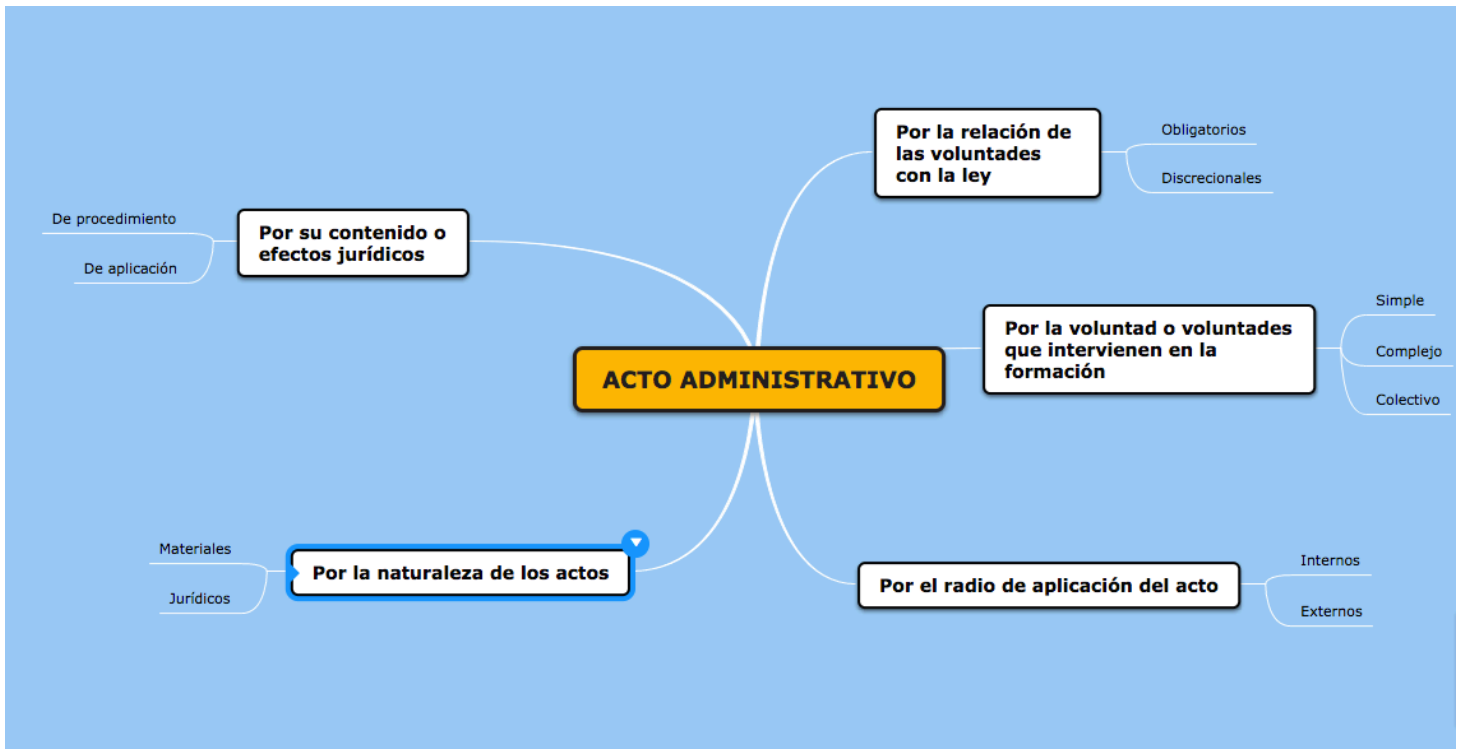 ACTO ADMINISTRATIVO
Por la relación de
las voluntades
con la ley
Obligatorios
Discrecionales
Por la voluntad o voluntades
que intervienen en la
formación
Simple
Complejo
Colectivo
Por el radio de aplicación del acto
Internos
Externos
Por su contenido o
efectos jurídicos
De procedimiento
De aplicación
Por la naturaleza de los actos
Materiales
Jurídicos